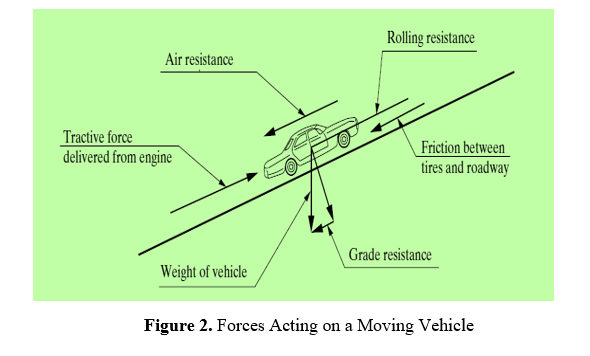 Rolling resistance
Air resistance
Tractive force
delivered from engine
Friction between
tires and roadway
Grade resistance
Weight of vehicle
Figure 2. Forces Acting on a Moving Vehicle